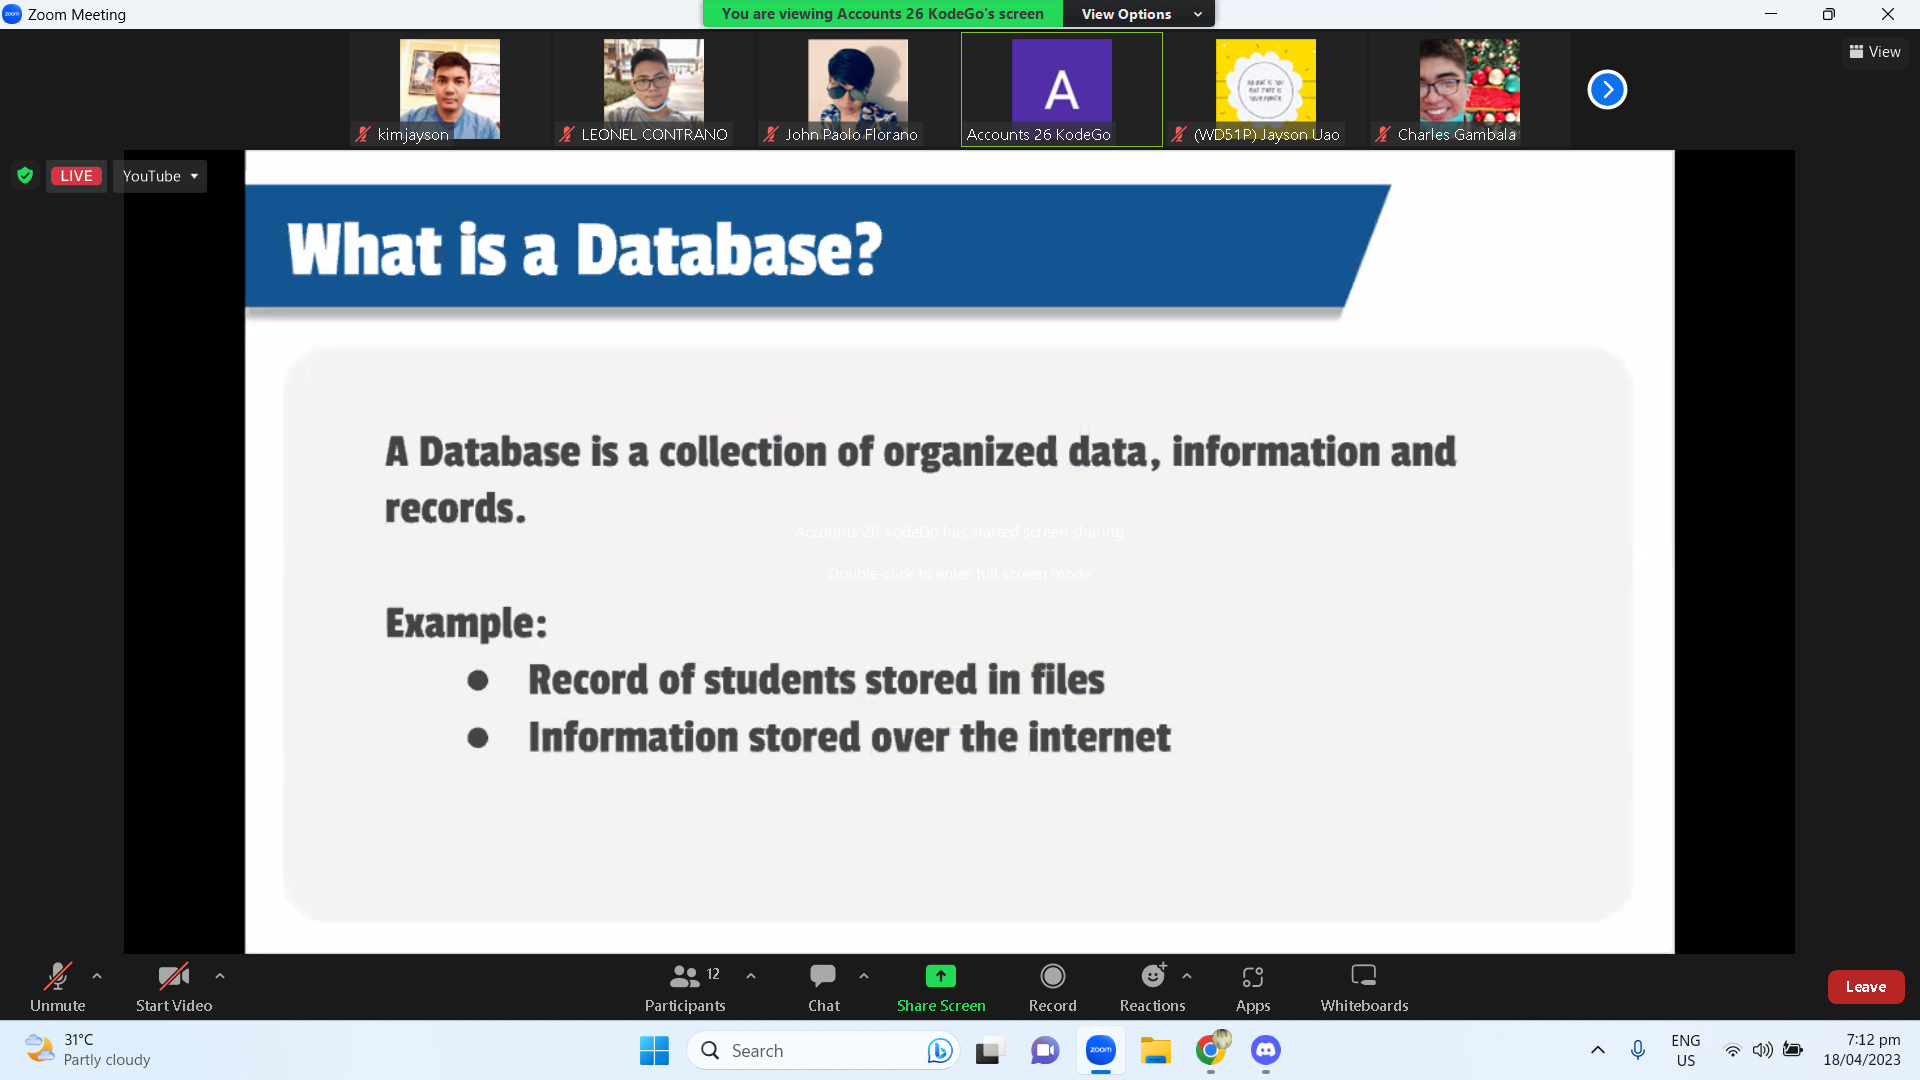 Zoom Meeting
You are viewing Accounts 26 KodeGo's screen
View Options
View
kimjayson
LEONEL CONTRANO
John Paolo Florano
A
Accounts 26 KodeGo
(WD51P) Jayson Uao
Charles Gambala
LIVE
YouTube
What is a Database?
A Database is a collection of organized data, information and
records.
Accounts 26 KodeGo has started screen sharing
Double-click to enter full screen mode
Example:
● Record of students stored in files
● Information stored over the internet
Unmute
Start Video
12
Participants
Chat
Share Screen
Record
Reactions
Apps
Whiteboards
Leave
31°C
Partly cloudy
Search
zoom
ENG
US
7:12 pm
18/04/2023